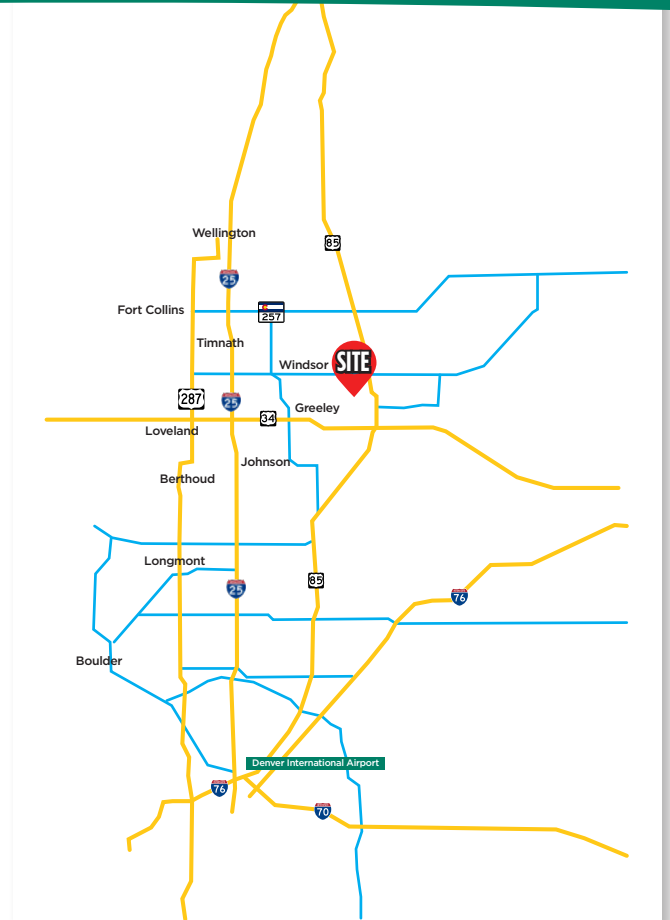 Wellington
85
25
Fort Collins
257
Timnath
Windsor
SITE
287
25
Greeley
34
Loveland
Johnson
Berthoud
Longmont
85
25
76
Boulder
Denver International Airport
76
70